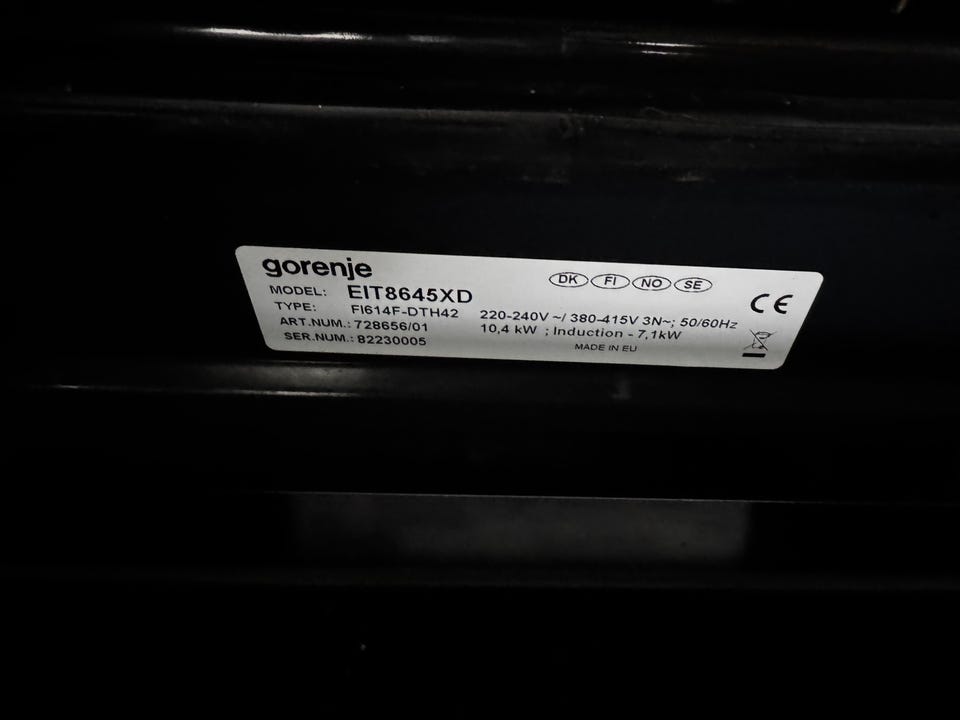 gorenje
DK FI NO SE
MODEL: EIT8645XD
TYPE: FI614F-DTH42
ART.NUM.: 728656/01
SER.NUM.: 82230005
220-240V ~/ 380-415V 3N~; 50/60Hz
10,4 kW ; Induction - 7,1kW
MADE IN EU
CE